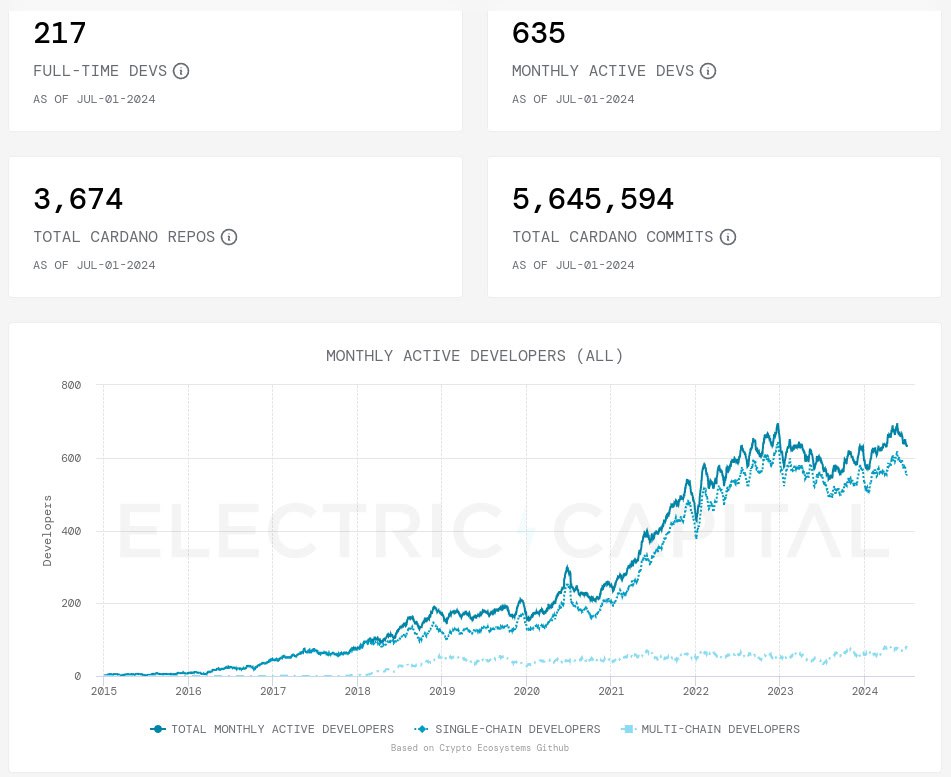 217
FULL-TIME DEVS
AS OF JUL-01-2024
635
MONTHLY ACTIVE DEVS
AS OF JUL-01-2024
3,674
TOTAL CARDANO REPOS
AS OF JUL-01-2024
5,645,594
TOTAL CARDANO COMMITS
AS OF JUL-01-2024
MONTHLY ACTIVE DEVELOPERS (ALL)
800
600
400
200
0
Developers
ELECTRIC CAPITAL
2015 2016 2017 2018 2019 2020 2021 2022 2023 2024
TOTAL MONTHLY ACTIVE DEVELOPERS SINGLE-CHAIN DEVELOPERS MULTI-CHAIN DEVELOPERS
Based on Crypto Ecosystems Github